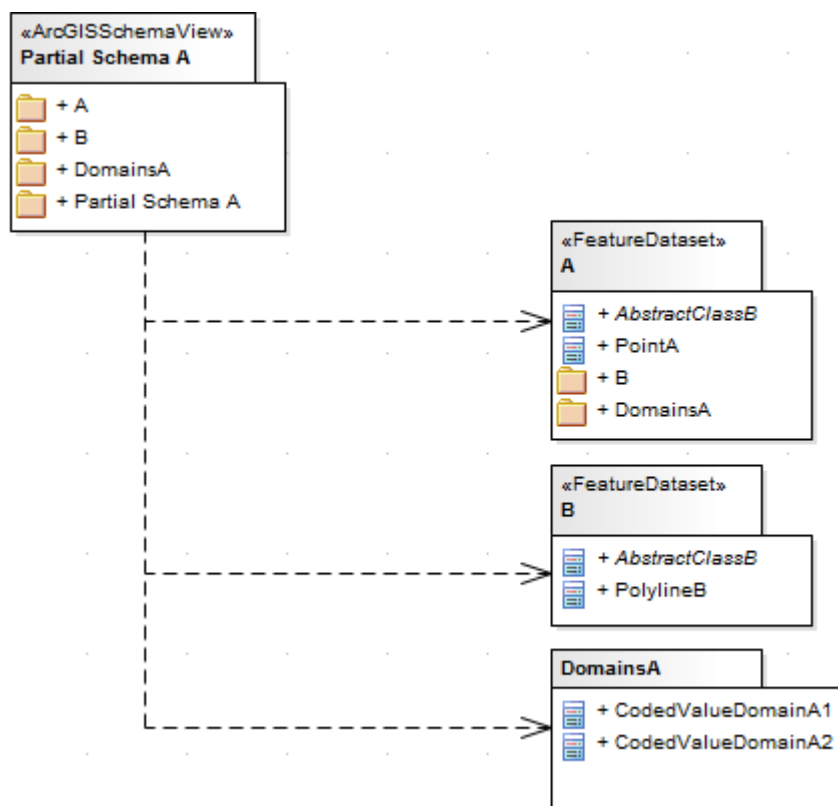 «ArcGISSchemaView»
Partial Schema A
+ A
+ B
+ DomainsA
+ Partial Schema A
«FeatureDataset»
A
+ AbstractClassB
+ PointA
+ B
+ DomainsA
«FeatureDataset»
B
+ AbstractClassB
+ PolylineB
DomainsA
+ CodedValueDomainA1
+ CodedValueDomainA2